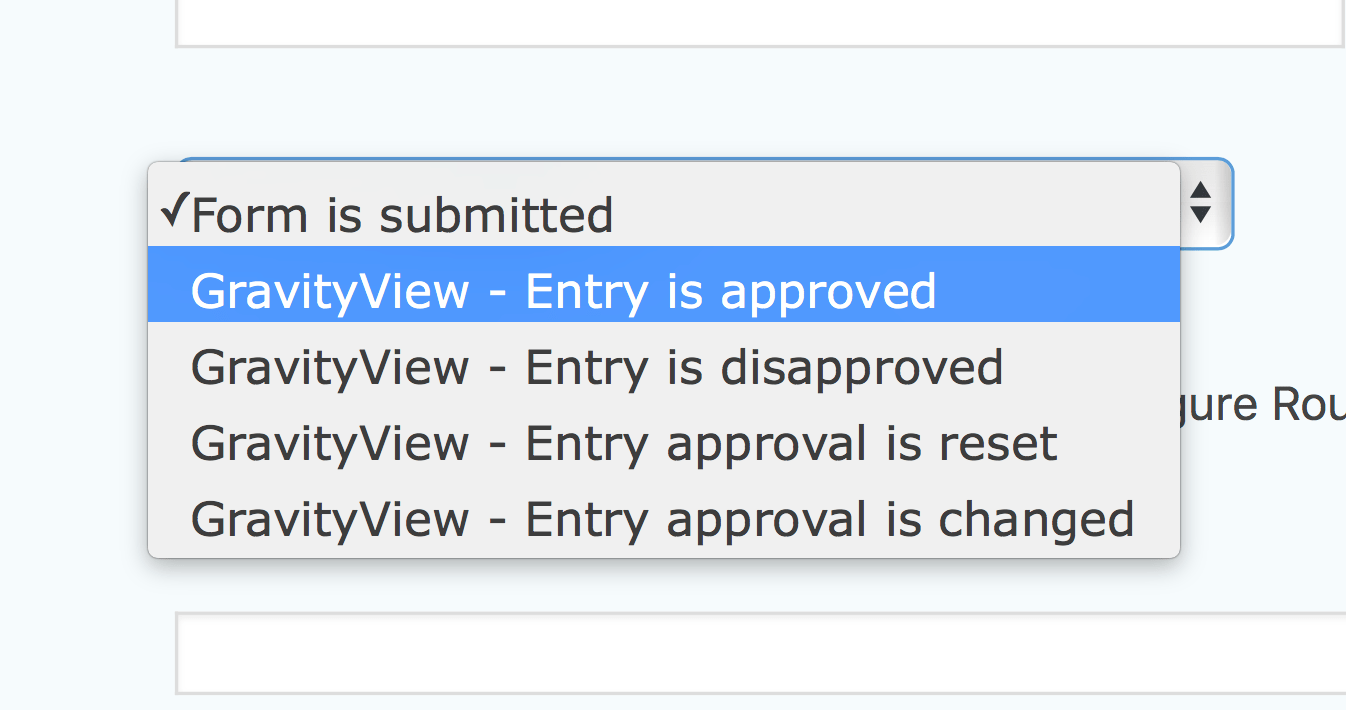 ✓Form is submitted
GravityView - Entry is approved
GravityView - Entry is disapproved
gure Rou
GravityView - Entry approval is reset
GravityView - Entry approval is changed